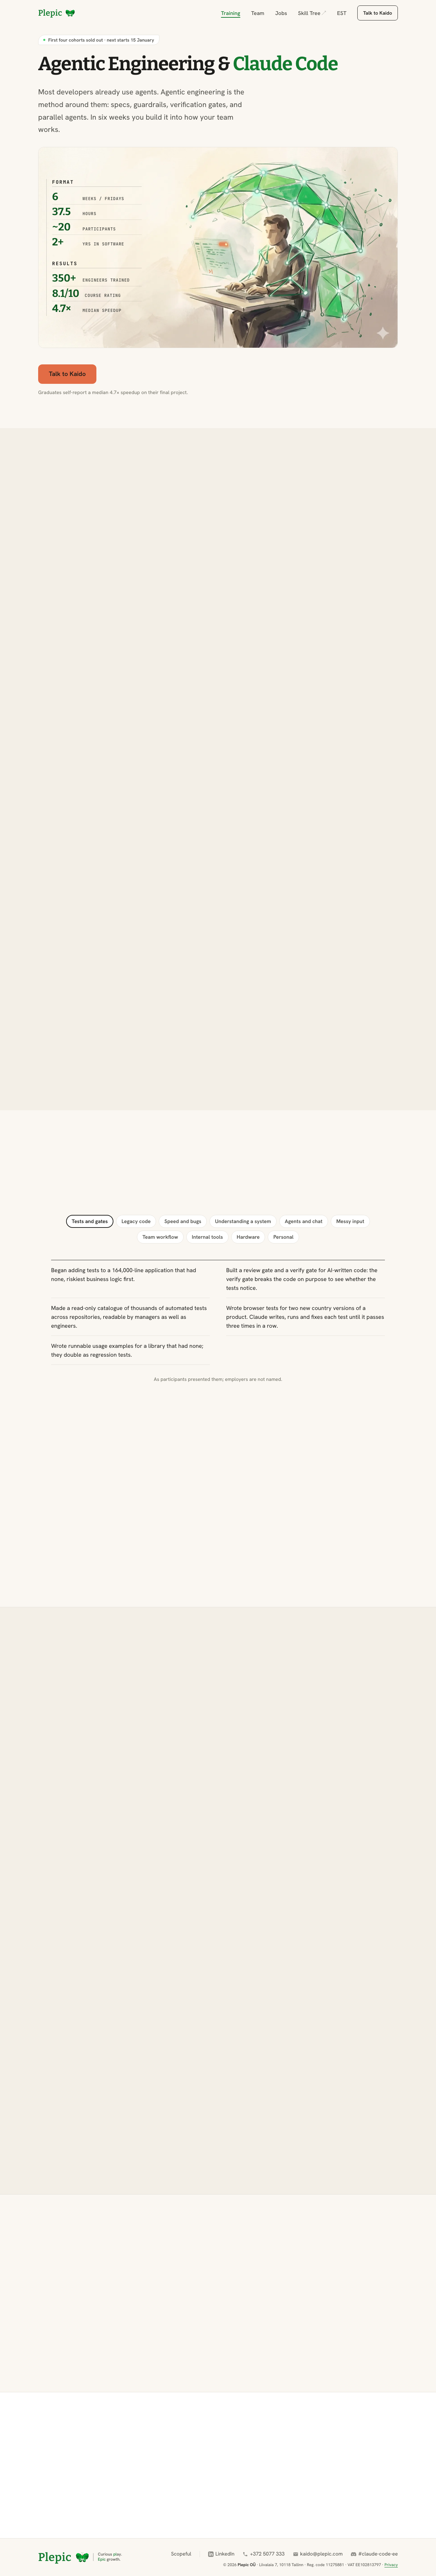 Plepic
Training Team Jobs Skill Tree EST Talk to Kaido
First four cohorts sold out · next starts 15 January
Agentic Engineering & Claude Code
Most developers already use agents. Agentic engineering is the
method around them: specs, guardrails, verification gates, and
parallel agents. In six weeks you build it into how your team
works.
FORMAT
6 WEEKS / FRIDAYS
37.5 HOURS
~20 PARTICIPANTS
2+ YRS IN SOFTWARE
RESULTS
350+ ENGINEERS TRAINED
8.1/10 COURSE RATING
4.7× MEDIAN SPEEDUP
Talk to Kaido
Graduates self-report a median 4.7× speedup on their final project.
Tests and gates Legacy code Speed and bugs Understanding a system Agents and chat Messy input
Team workflow Internal tools Hardware Personal
Began adding tests to a 164,000-line application that had
none, riskiest business logic first.
Built a review gate and a verify gate for AI-written code: the
verify gate breaks the code on purpose to see whether the
tests notice.
Made a read-only catalogue of thousands of automated tests
across repositories, readable by managers as well as
engineers.
Wrote browser tests for two new country versions of a
product. Claude writes, runs and fixes each test until it passes
three times in a row.
Wrote runnable usage examples for a library that had none;
they double as regression tests.
As participants presented them; employers are not named.
Plepic
Curious play.
Epic growth.
Scopeful LinkedIn +372 5077 333 kaido@plepic.com #claude-code-ee
© 2026 Plepic OÜ · Liivalaia 7, 10118 Tallinn · Reg. code 11275881 · VAT EE102613797 · Privacy